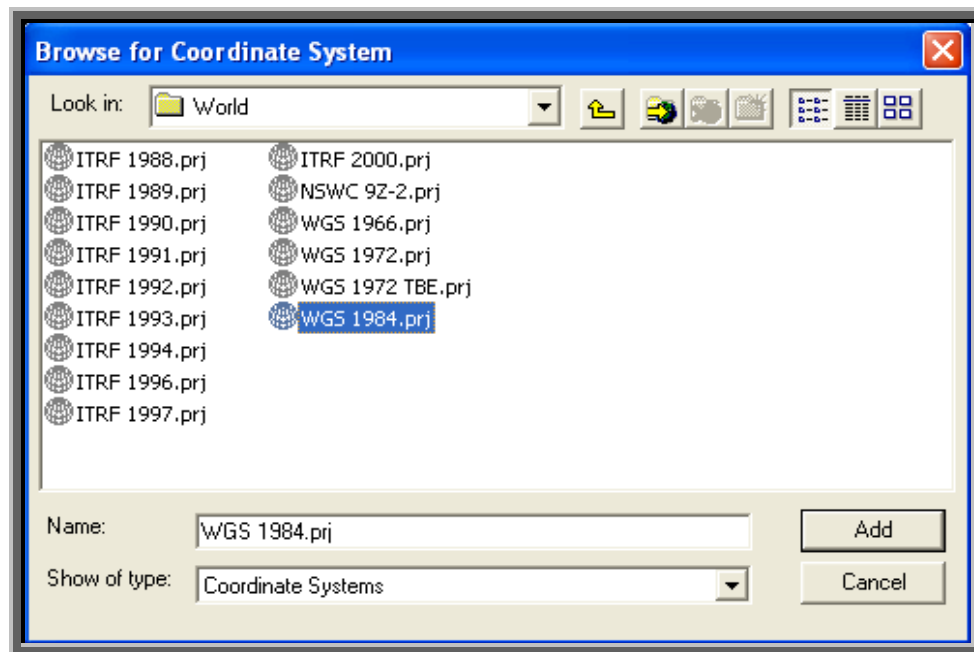 Browse for Coordinate System
Look in: World
ITRF 1988.prj
ITRF 1989.prj
ITRF 1990.prj
ITRF 1991.prj
ITRF 1992.prj
ITRF 1993.prj
ITRF 1994.prj
ITRF 1996.prj
ITRF 1997.prj
ITRF 2000.prj
NSWC 9Z-2.prj
WGS 1966.prj
WGS 1972.prj
WGS 1972 TBE.prj
WGS 1984.prj
Name: WGS 1984.prj Add
Show of type: Coordinate Systems Cancel